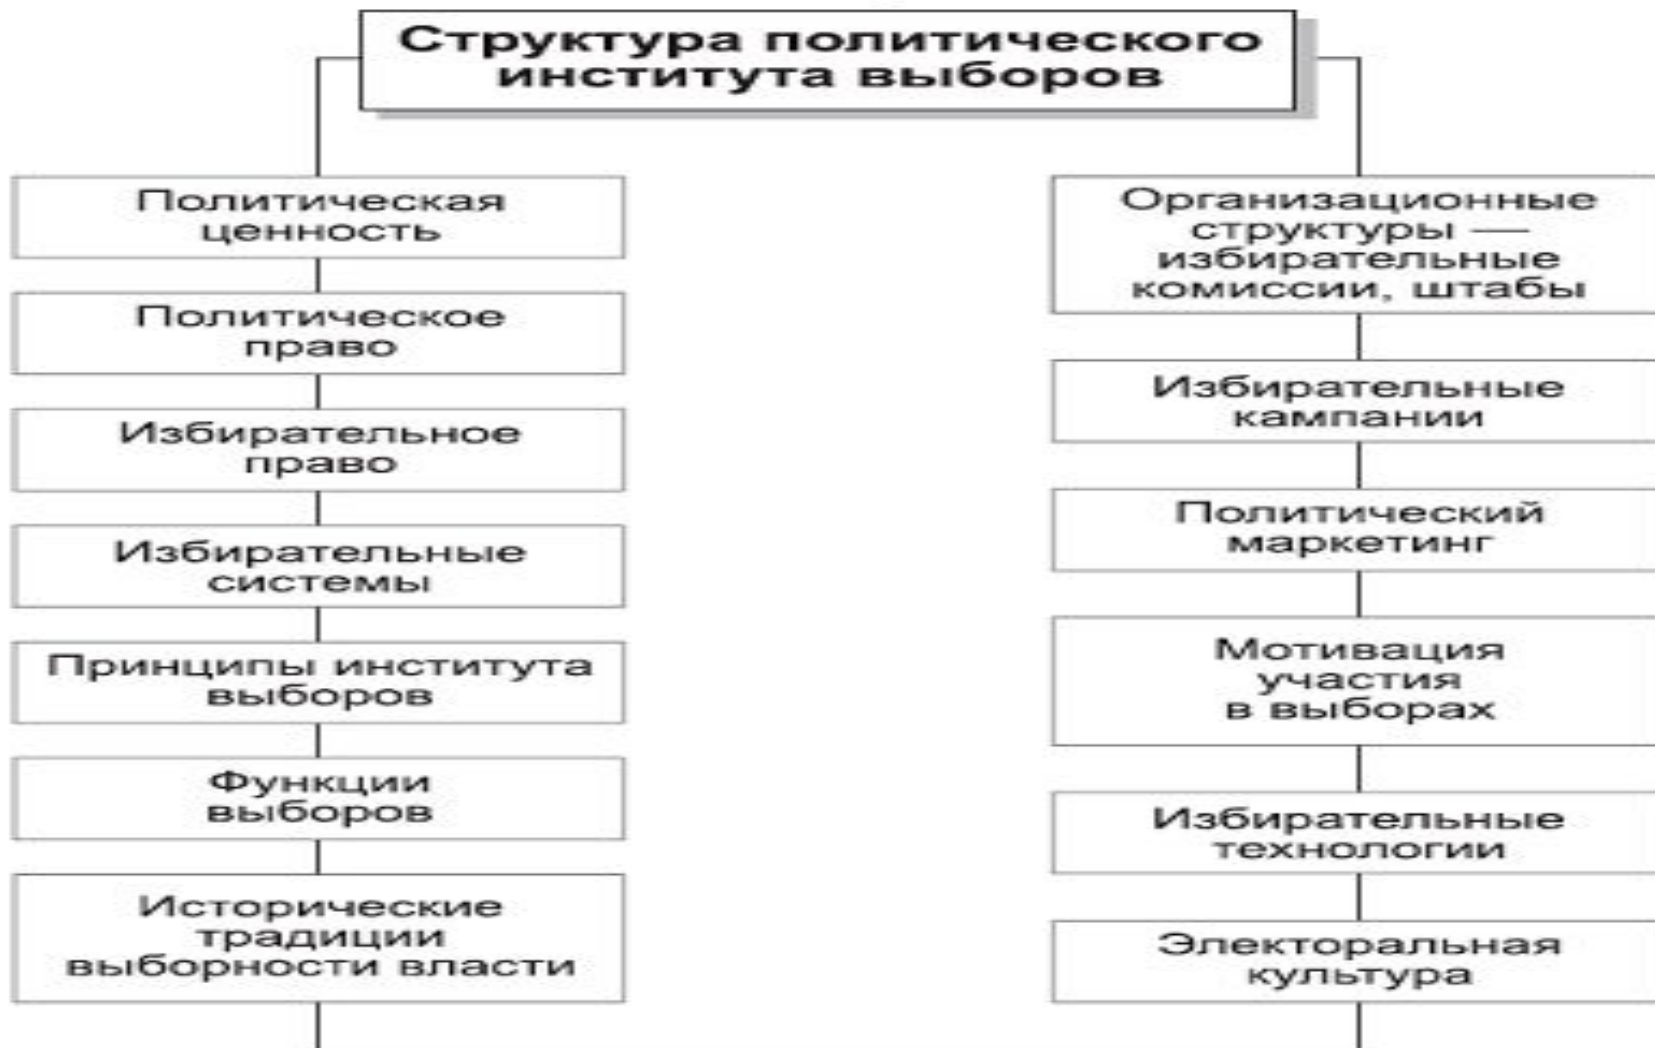 Структура политического
института выборов
Политическая
ценность
Политическое
право
Избирательное
право
Избирательные
системы
Принципы института
выборов
Функции
выборов
Исторические
традиции
выборности власти
Организационные
структуры —
избирательные
комиссии, штабы
Избирательные
кампании
Политический
маркетинг
Мотивация
участия
в выборах
Избирательные
технологии
Электоральная
культура